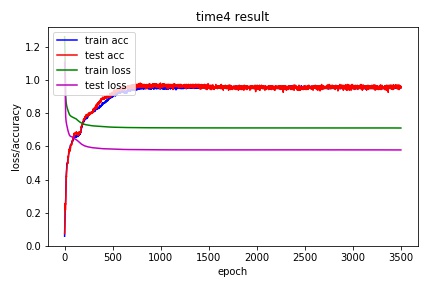 time4 result
train acc
test acc
train loss
test loss
loss/accuracy
1.2
1.0
0.8
0.6
0.4
0.2
0.0
0
500
1000
1500
2000
2500
3000
3500
epoch